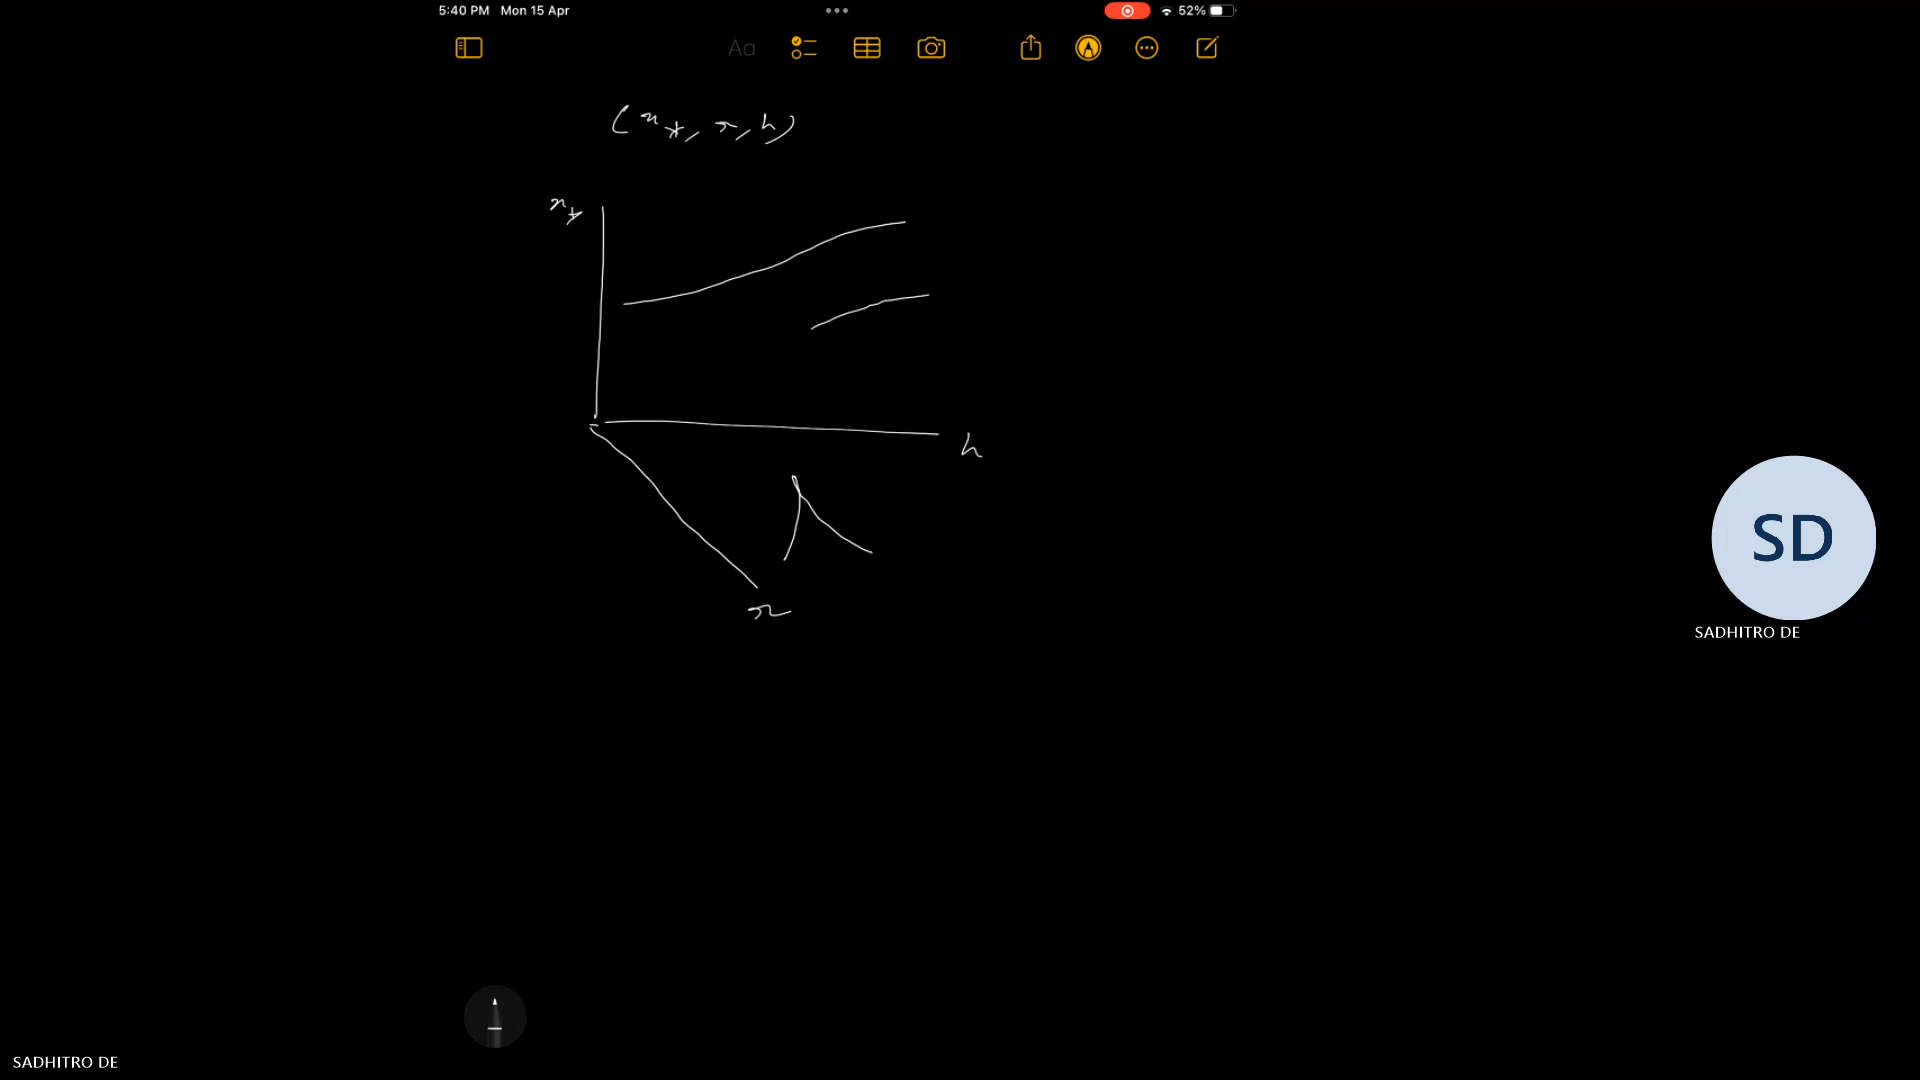 5:40 PM Mon 15 Apr
52%
Aa
(x*, r, h)
x*
h
r
SD
SADHITRO DE
SADHITRO DE